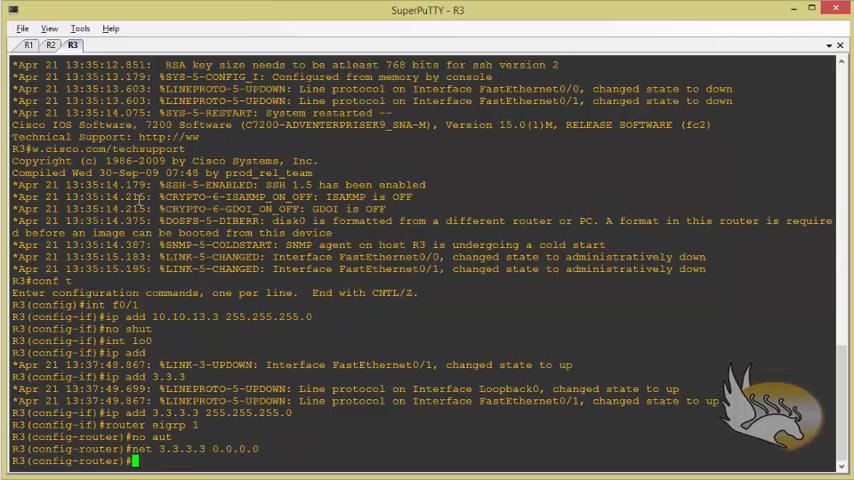 SuperPuTTY - R3
File View Tools Help
R1 R2 R3
*Apr 21 13:35:12.851: RSA key size needs to be atleast 768 bits for ssh version 2
*Apr 21 13:35:13.179: %SYS-5-CONFIG_I: Configured from memory by console
*Apr 21 13:35:13.603: %LINEPROTO-5-UPDOWN: Line protocol on Interface FastEthernet0/0, changed state to down
*Apr 21 13:35:13.603: %LINEPROTO-5-UPDOWN: Line protocol on Interface FastEthernet0/1, changed state to down
*Apr 21 13:35:14.075: %SYS-5-RESTART: System restarted --
Cisco IOS Software, 7200 Software (C7200-ADVENTERPRISEK9_SNA-M), Version 15.0(1)M, RELEASE SOFTWARE (fc2)
Technical Support: http://ww
R3#w.cisco.com/techsupport
Copyright (c) 1986-2009 by Cisco Systems, Inc.
Compiled Wed 30-Sep-09 07:48 by prod_rel_team
*Apr 21 13:35:14.179: %SSH-5-ENABLED: SSH 1.5 has been enabled
*Apr 21 13:35:14.215: %CRYPTO-6-ISAKMP_ON_OFF: ISAKMP is OFF
*Apr 21 13:35:14.215: %CRYPTO-6-GDOI_ON_OFF: GDOI is OFF
*Apr 21 13:35:14.375: %DOSFS-5-DIBERR: disk0 is formatted from a different router or PC. A format in this router is require
d before an image can be booted from this device
*Apr 21 13:35:14.387: %SNMP-5-COLDSTART: SNMP agent on host R3 is undergoing a cold start
*Apr 21 13:35:15.183: %LINK-5-CHANGED: Interface FastEthernet0/0, changed state to administratively down
*Apr 21 13:35:15.195: %LINK-5-CHANGED: Interface FastEthernet0/1, changed state to administratively down
R3#conf t
Enter configuration commands, one per line. End with CNTL/Z.
R3(config)#int f0/1
R3(config-if)#ip add 10.10.13.3 255.255.255.0
R3(config-if)#no shut
R3(config-if)#int lo0
R3(config-if)#ip add
*Apr 21 13:37:48.867: %LINK-3-UPDOWN: Interface FastEthernet0/1, changed state to up
R3(config-if)#ip add 3.3.3
*Apr 21 13:37:49.699: %LINEPROTO-5-UPDOWN: Line protocol on Interface Loopback0, changed state to up
*Apr 21 13:37:49.867: %LINEPROTO-5-UPDOWN: Line protocol on Interface FastEthernet0/1, changed state to up
R3(config-if)#ip add 3.3.3.3 255.255.255.0
R3(config-if)#router eigrp 1
R3(config-router)#no aut
R3(config-router)#net 3.3.3.3 0.0.0.0
R3(config-router)#